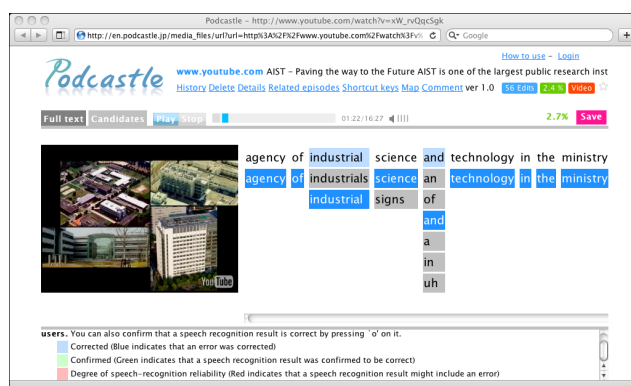 Podcastle – http://www.youtube.com/watch?v=xW_rvQqcSgk
http://en.podcastle.jp/media_files/url?url=http%3A%2F%2Fwww.youtube.com%2Fwatch%3Fv%
Google
How to use – Login
Podcastle
www.youtube.com AIST – Paving the way to the Future AIST is one of the largest public research inst
History Delete Details Related episodes Shortcut keys Map Comment ver 1.0 56 Edits 2.4 % Video
Full text Candidates Play Stop 01:22/16:27 2.7% Save
agency of industrial science and technology in the ministry
agency of industrials science an technology in the ministry
industrial signs of
and
a
in
uh
YouTube
users. You can also confirm that a speech recognition result is correct by pressing `o' on it.
Corrected (Blue indicates that an error was corrected)
Confirmed (Green indicates that a speech recognition result was confirmed to be correct)
Degree of speech-recognition reliability (Red indicates that a speech recognition result might include an error)